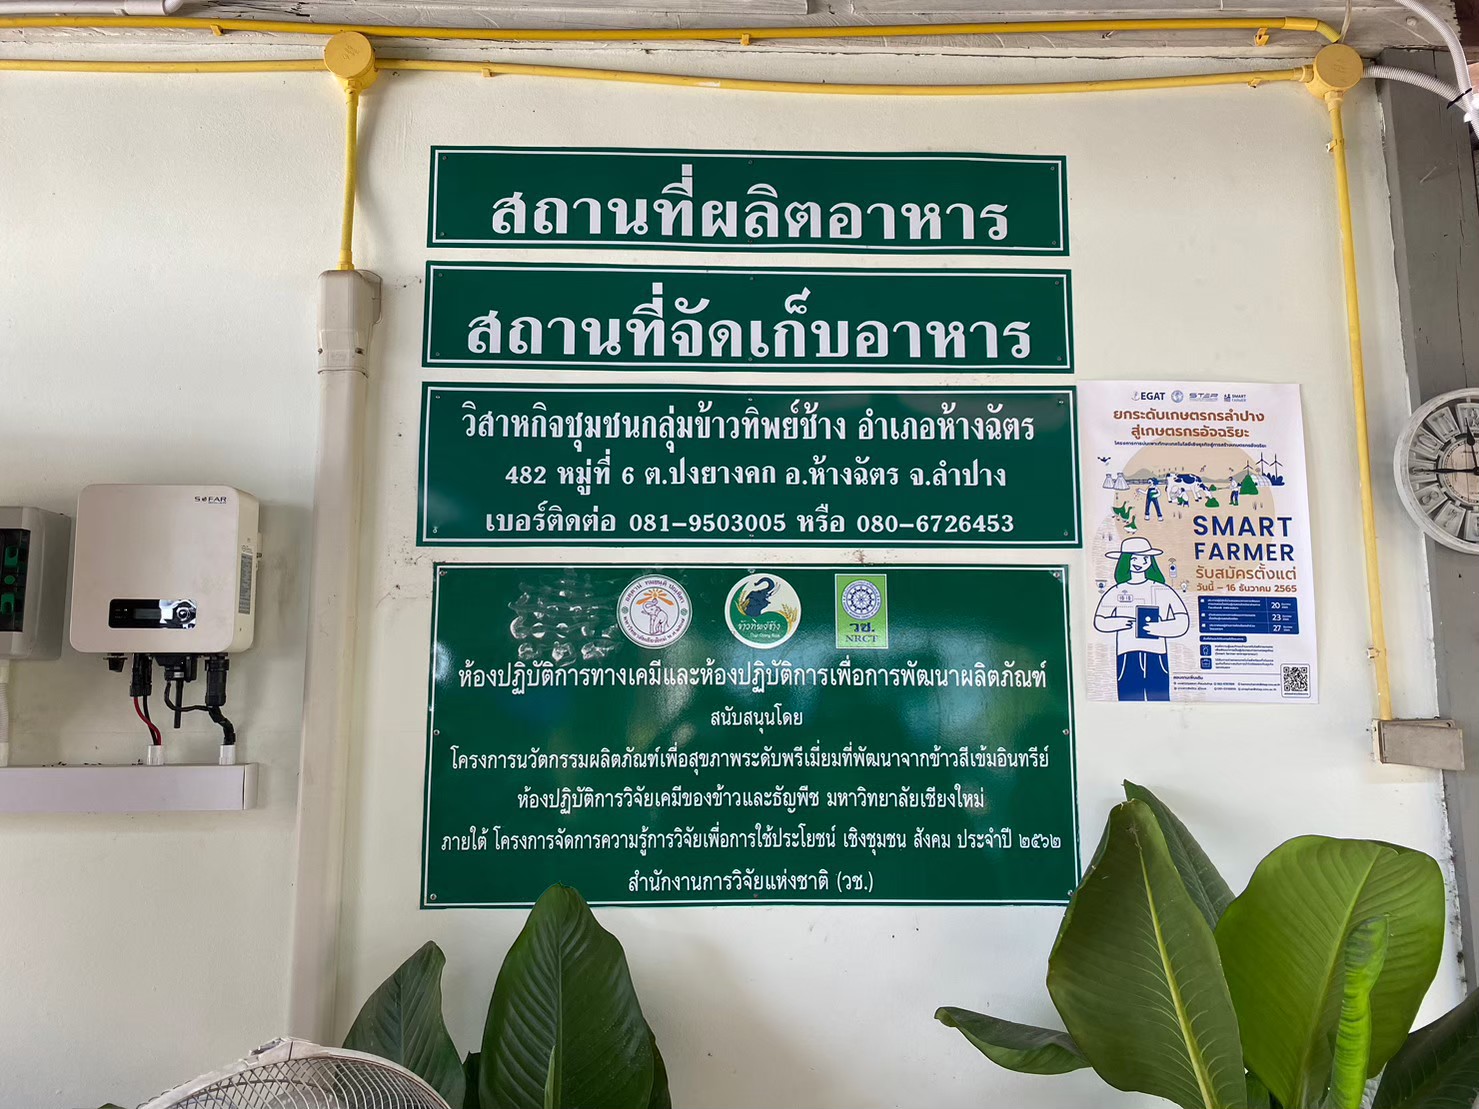 สถานที่ผลิตอาหาร
สถานที่จัดเก็บอาหาร
วิสาหกิจชุมชนกลุ่มข้าวทิพย์ช้าง อำเภอห้างฉัตร
482 หมู่ที่ 6 ต.ปงยางคก อ.ห้างฉัตร จ.ลำปาง
เบอร์ติดต่อ 081-9503005 หรือ 080-6726453
ข้าวทิพย์ช้าง
วช.
NRCT
ห้องปฏิบัติการทางเคมีและห้องปฏิบัติการเพื่อการพัฒนาผลิตภัณฑ์
สนับสนุนโดย
โครงการนวัตกรรมผลิตภัณฑ์เพื่อสุขภาพระดับพรีเมี่ยมที่พัฒนาจากข้าวสีเข้มอินทรีย์
ห้องปฏิบัติการวิจัยเคมีของข้าวและธัญพืช มหาวิทยาลัยเชียงใหม่
ภายใต้ โครงการจัดการความรู้การวิจัยเพื่อการใช้ประโยชน์ เชิงชุมชน สังคม ประจำปี ๒๕๖๒
สำนักงานการวิจัยแห่งชาติ (วช.)
SOFAR
EGAT
STEP
SMART
ยกระดับเกษตรกรลำปาง
สู่เกษตรกรอัจฉริยะ
SMART
FARMER
รับสมัครตั้งแต่
วันนี้ - 16 ธันวาคม 2565
20
23
27